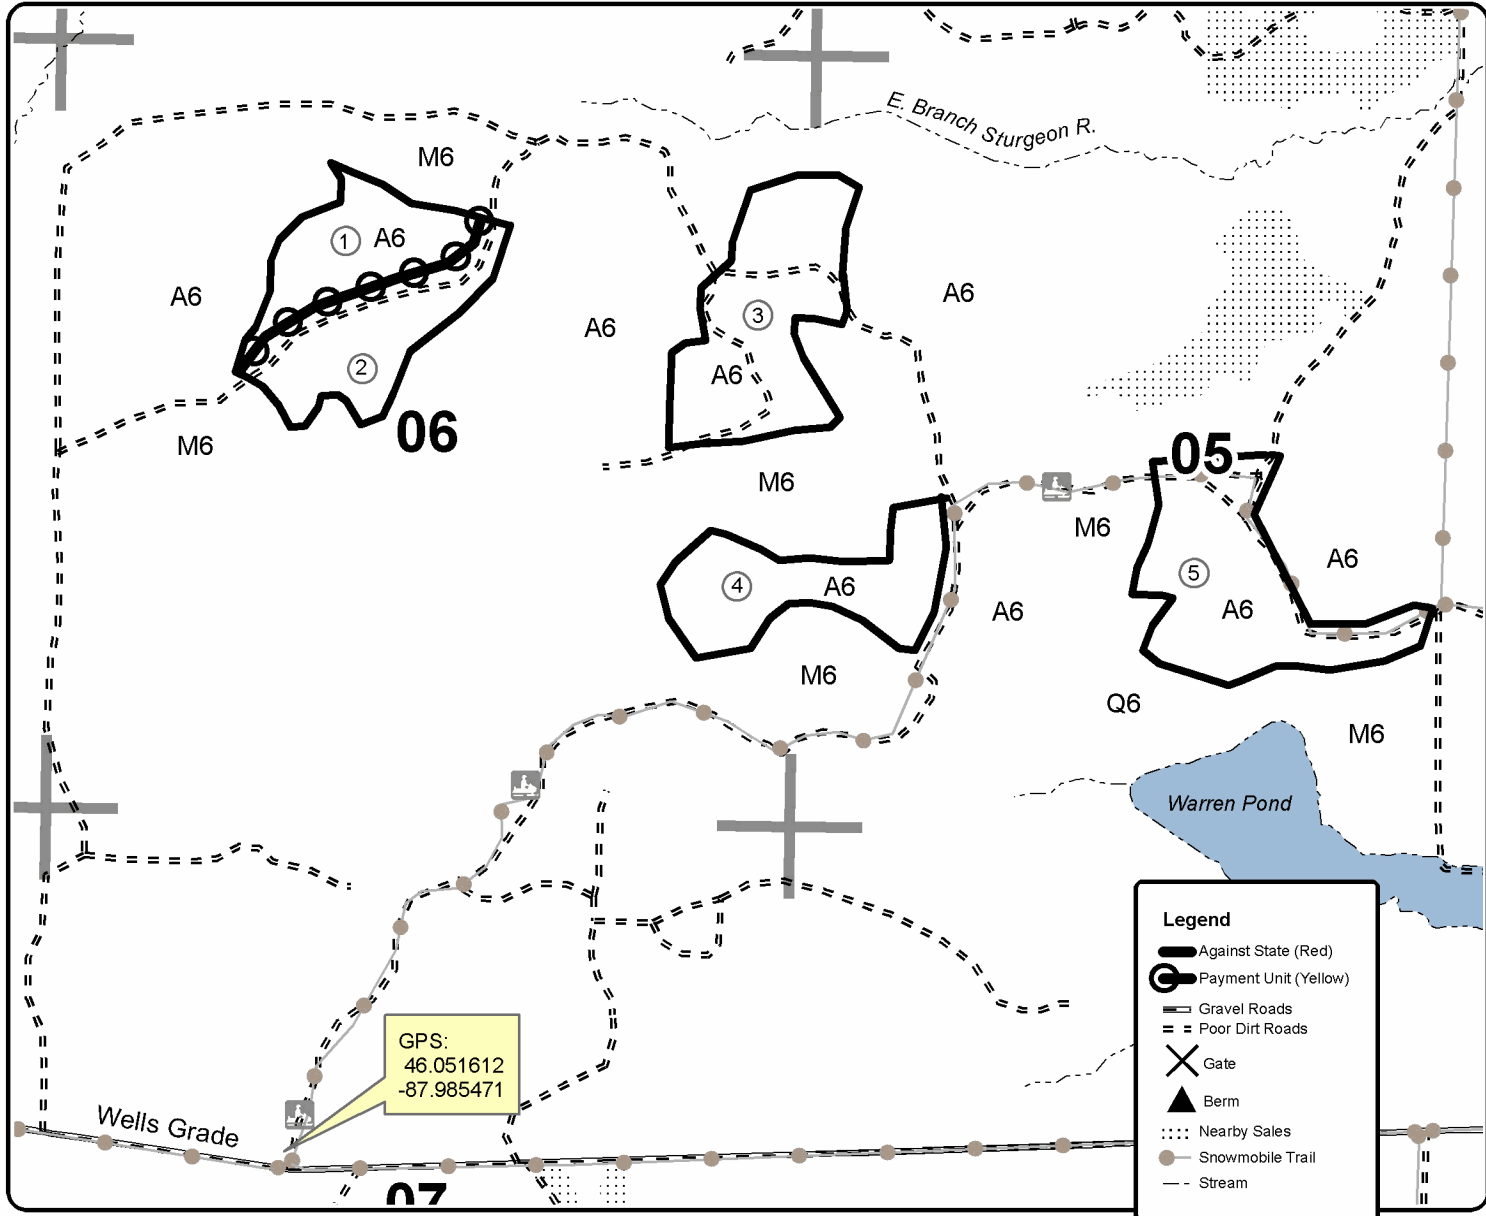 E. Branch Sturgeon R.
M6
1
A6
A6
A6
A6
3
2
A6
06
M6
05
M6
M6
A6
5
4
A6
A6
A6
M6
Q6
M6
Warren Pond
GPS:
46.051612
-87.985471
Wells Grade
07
Legend
Against State (Red)
Payment Unit (Yellow)
Gravel Roads
Poor Dirt Roads
Gate
Berm
Nearby Sales
Snowmobile Trail
Stream